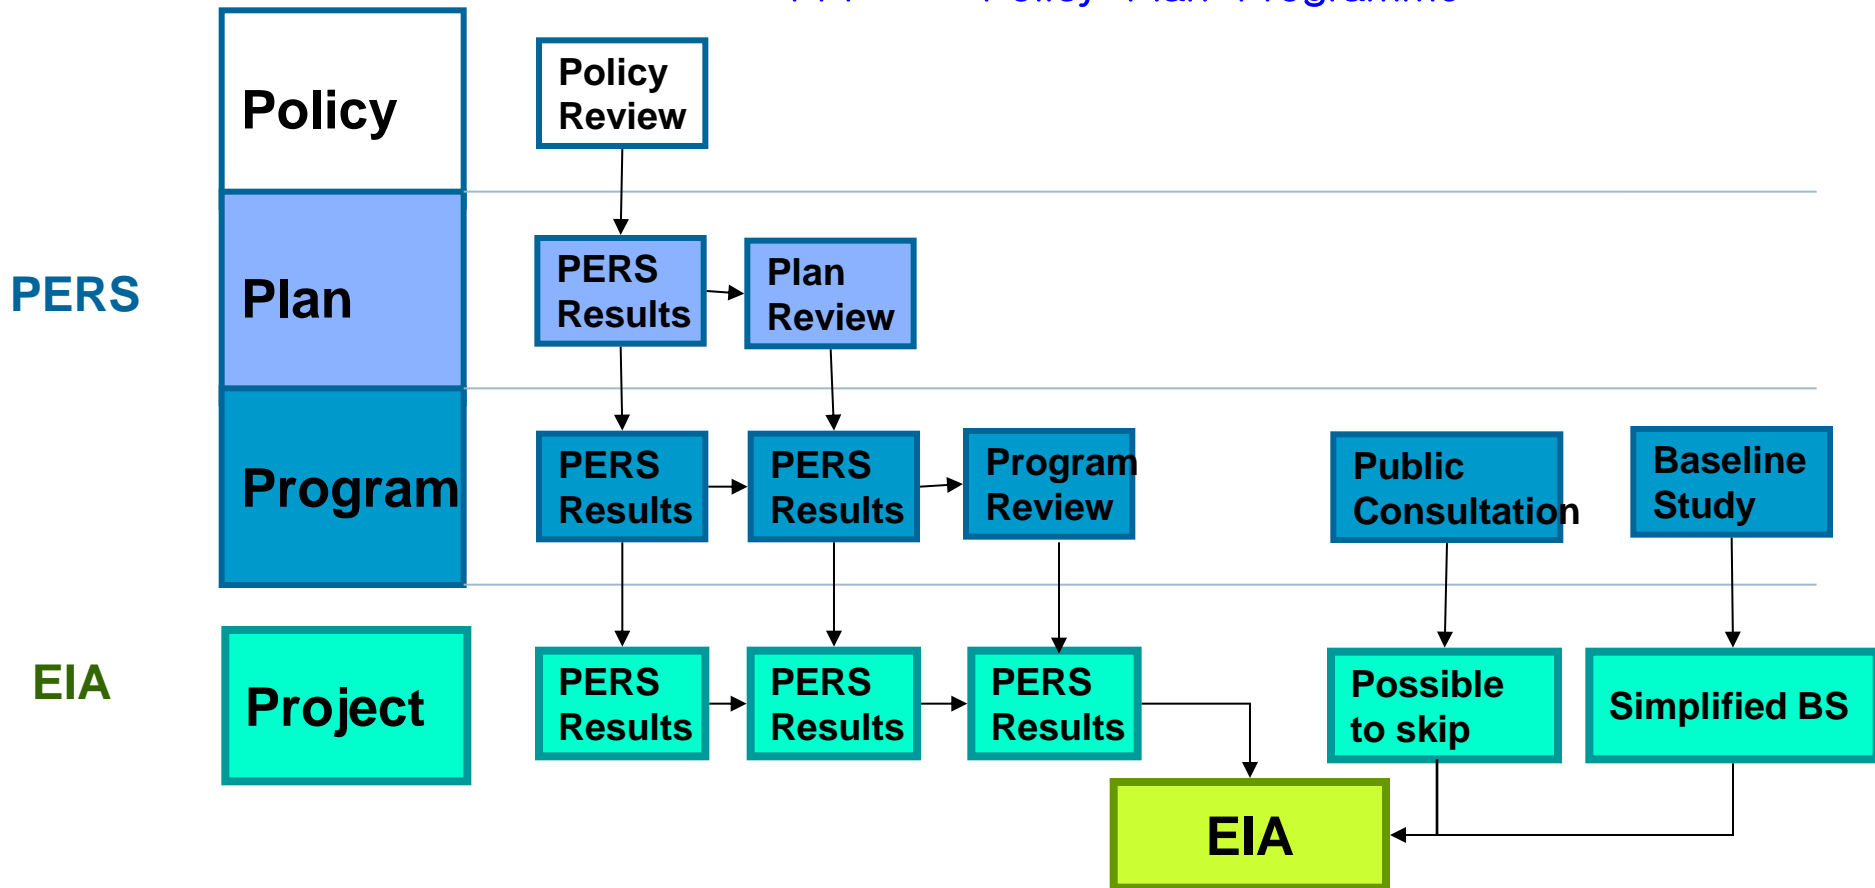 Policy
Policy
Review
PERS
Plan
PERS
Results
Plan
Review
Program
PERS
Results
PERS
Results
Program
Review
Public
Consultation
Baseline
Study
EIA
Project
PERS
Results
PERS
Results
PERS
Results
Possible
to skip
Simplified BS
EIA